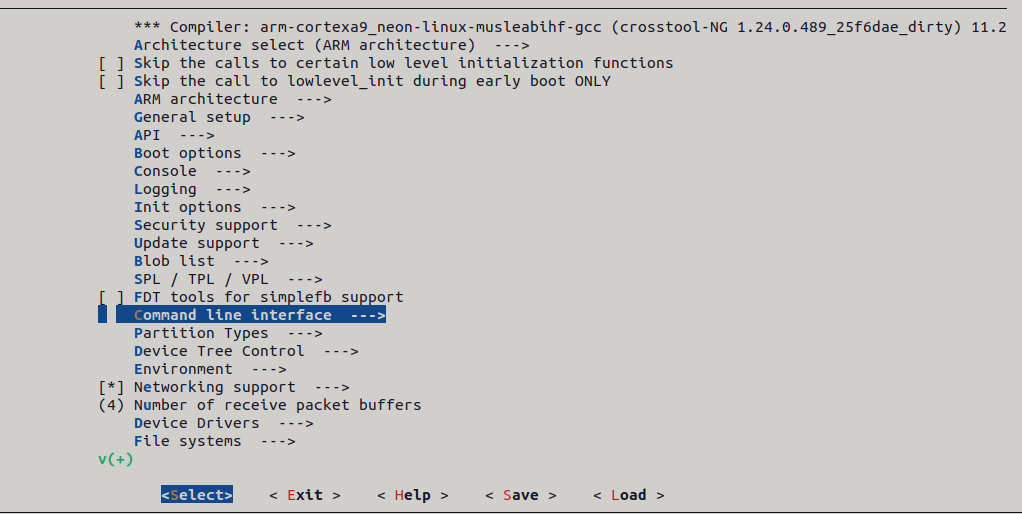 *** Compiler: arm-cortexa9_neon-linux-musleabihf-gcc (crosstool-NG 1.24.0.489_25f6dae_dirty) 11.2
Architecture select (ARM architecture)  --->
[ ] Skip the calls to certain low level initialization functions
[ ] Skip the call to lowlevel_init during early boot ONLY
ARM architecture  --->
General setup  --->
API  --->
Boot options  --->
Console  --->
Logging  --->
Init options  --->
Security support  --->
Update support  --->
Blob list  --->
SPL / TPL / VPL  --->
[ ] FDT tools for simplefb support
Command line interface  --->
Partition Types  --->
Device Tree Control  --->
Environment  --->
[*] Networking support  --->
(4) Number of receive packet buffers
Device Drivers  --->
File systems  --->
v(+)
<Select>    < Exit >    < Help >    < Save >    < Load >